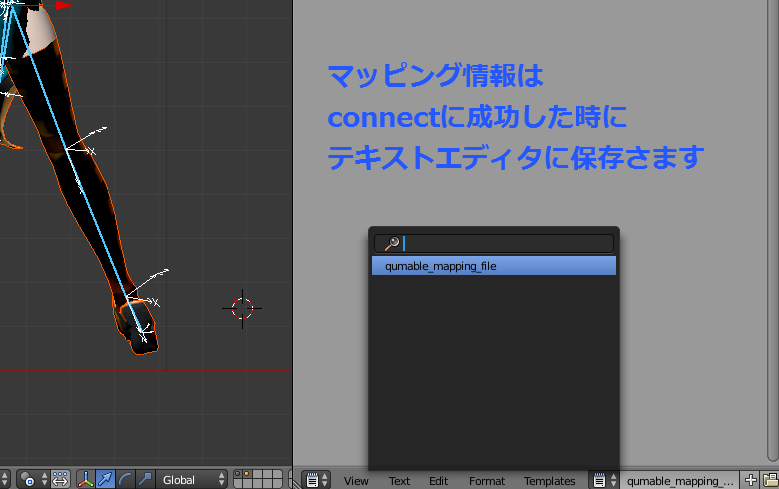 マッピング情報は
connectに成功した時に
テキストエディタに保存さます
qumable_mapping_file
Global
View Text Edit Format Templates qumable_mapping_...